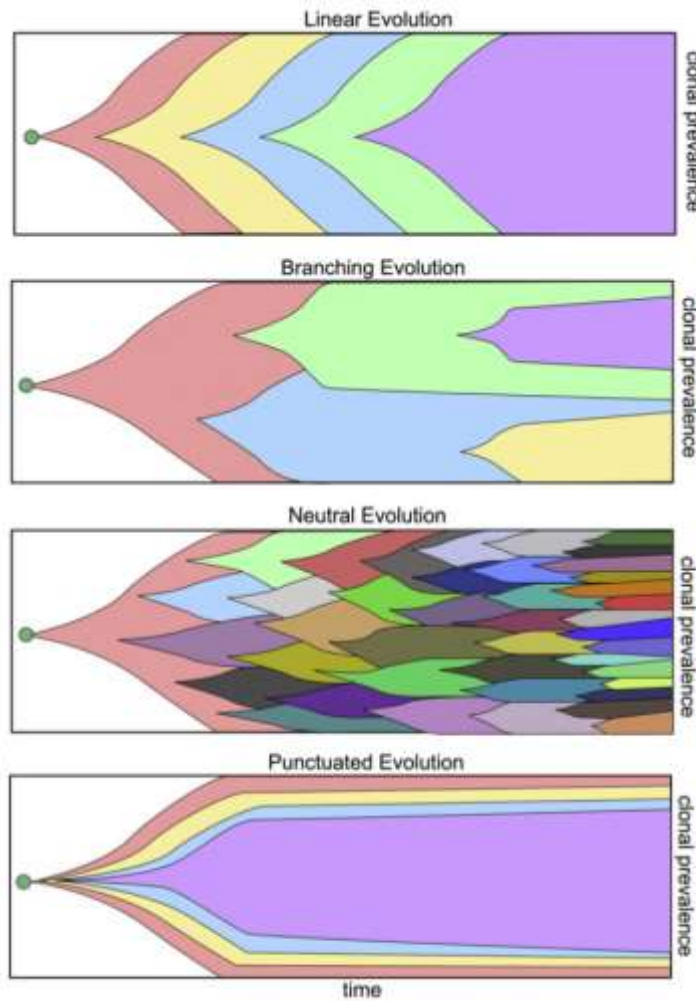 Linear Evolution
clonal prevalence
Branching Evolution
clonal prevalence
Neutral Evolution
clonal prevalence
Punctuated Evolution
clonal prevalence
time